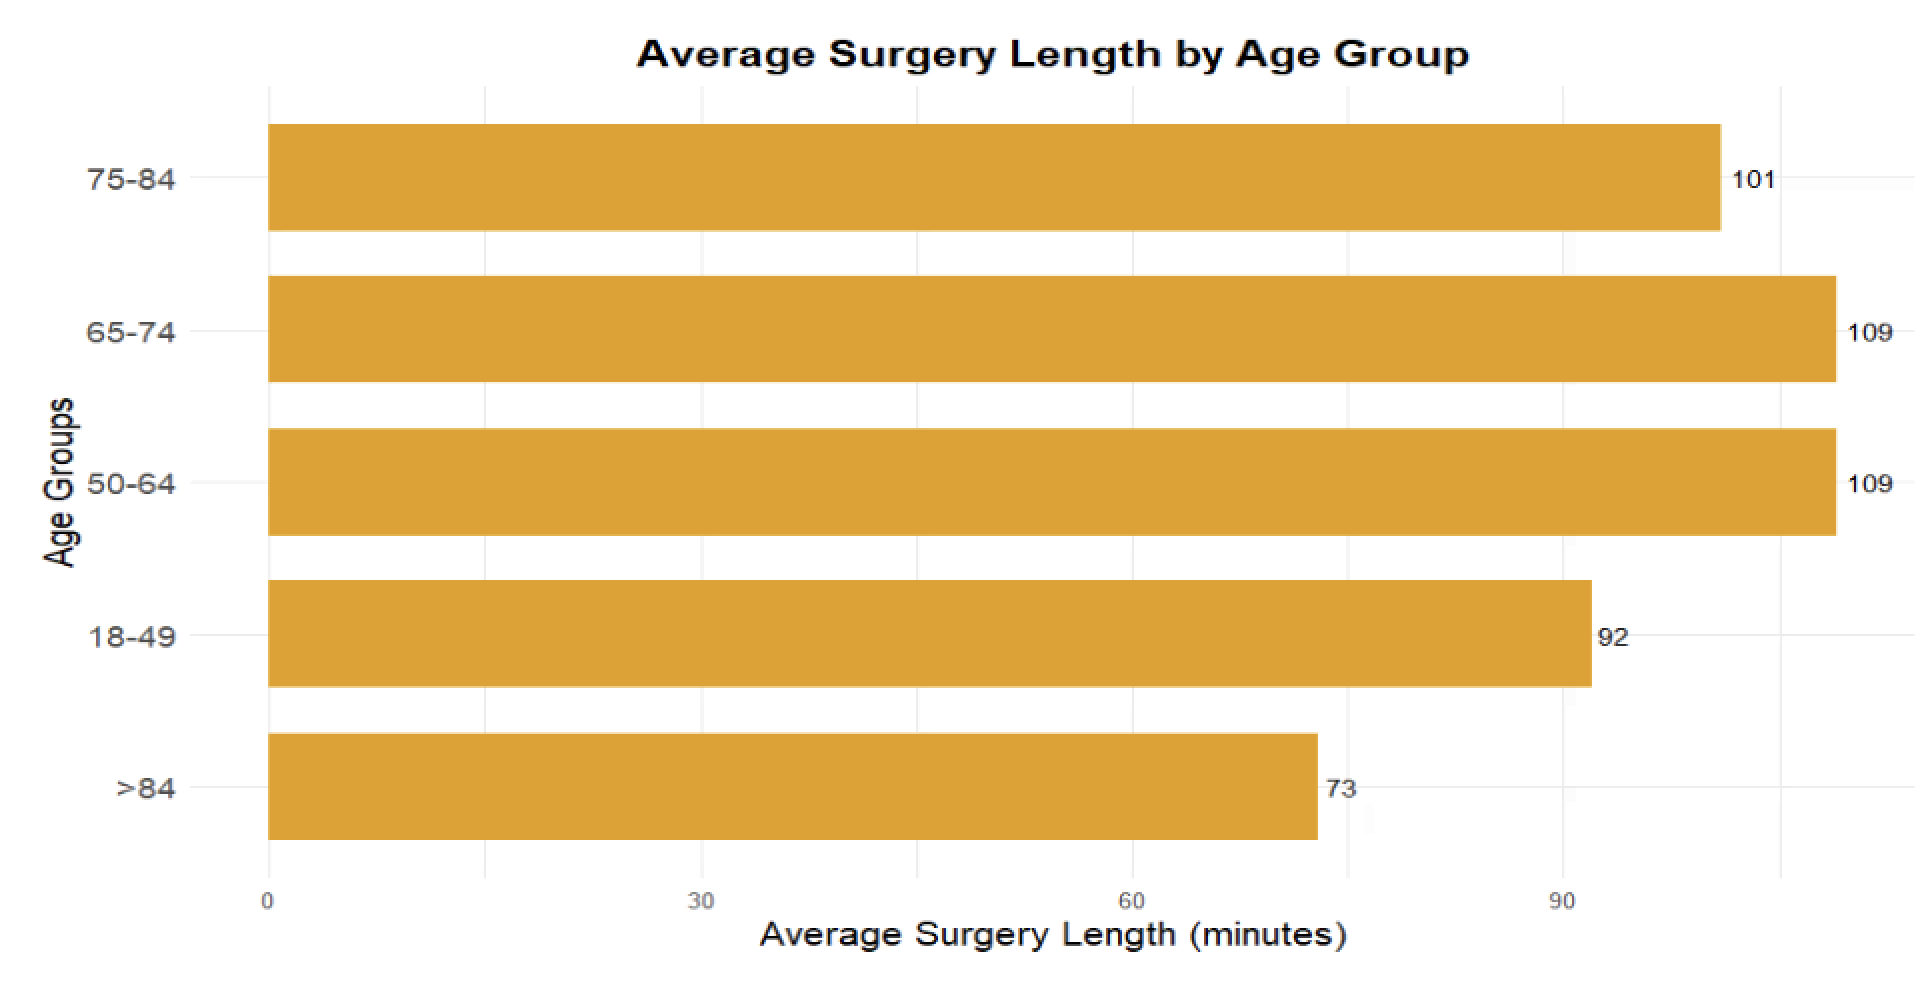 Average Surgery Length by Age Group
Age Groups
75-84
101
65-74
109
50-64
109
18-49
92
>84
73
0 30 60 90
Average Surgery Length (minutes)